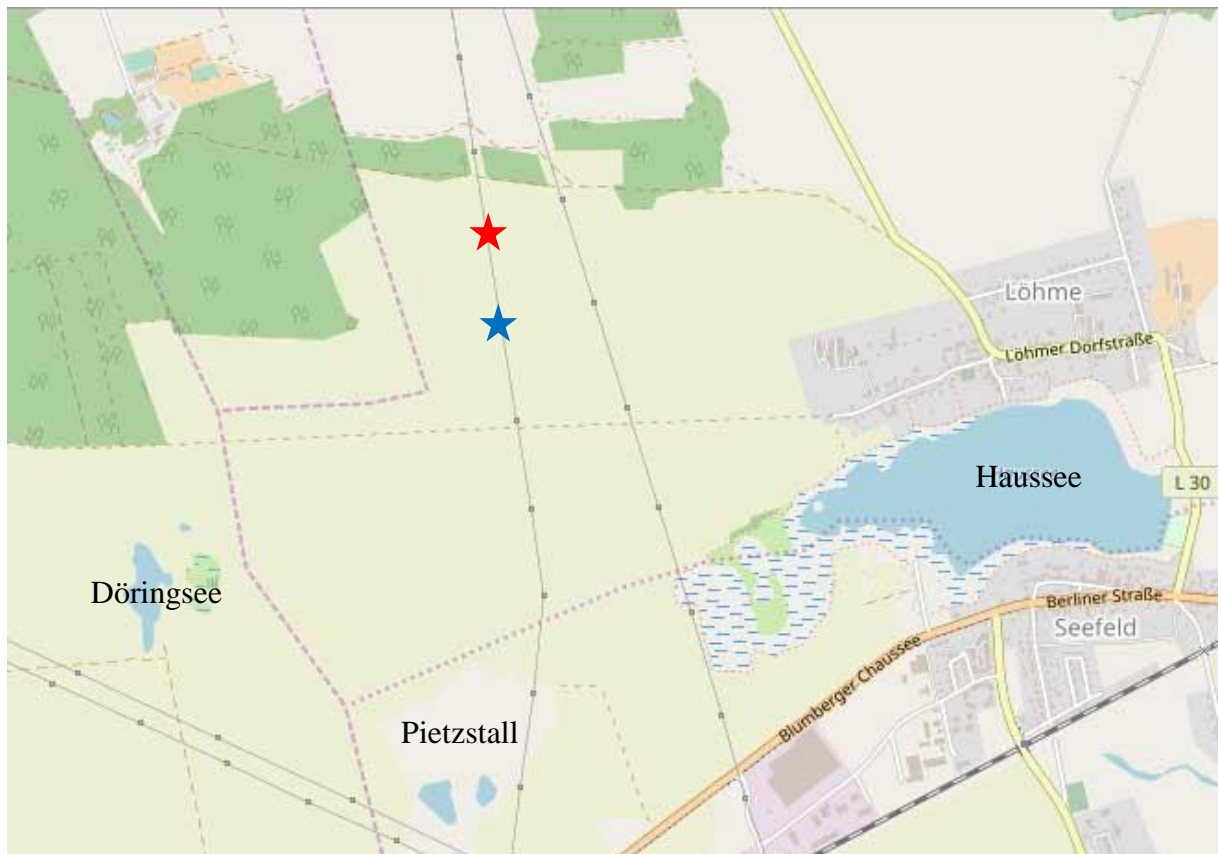 Löhme
Löhmer Dorfstraße
Haussee
L 30
Döringsee
Berliner Straße
Seefeld
Blumberger Chaussee
Pietzstall